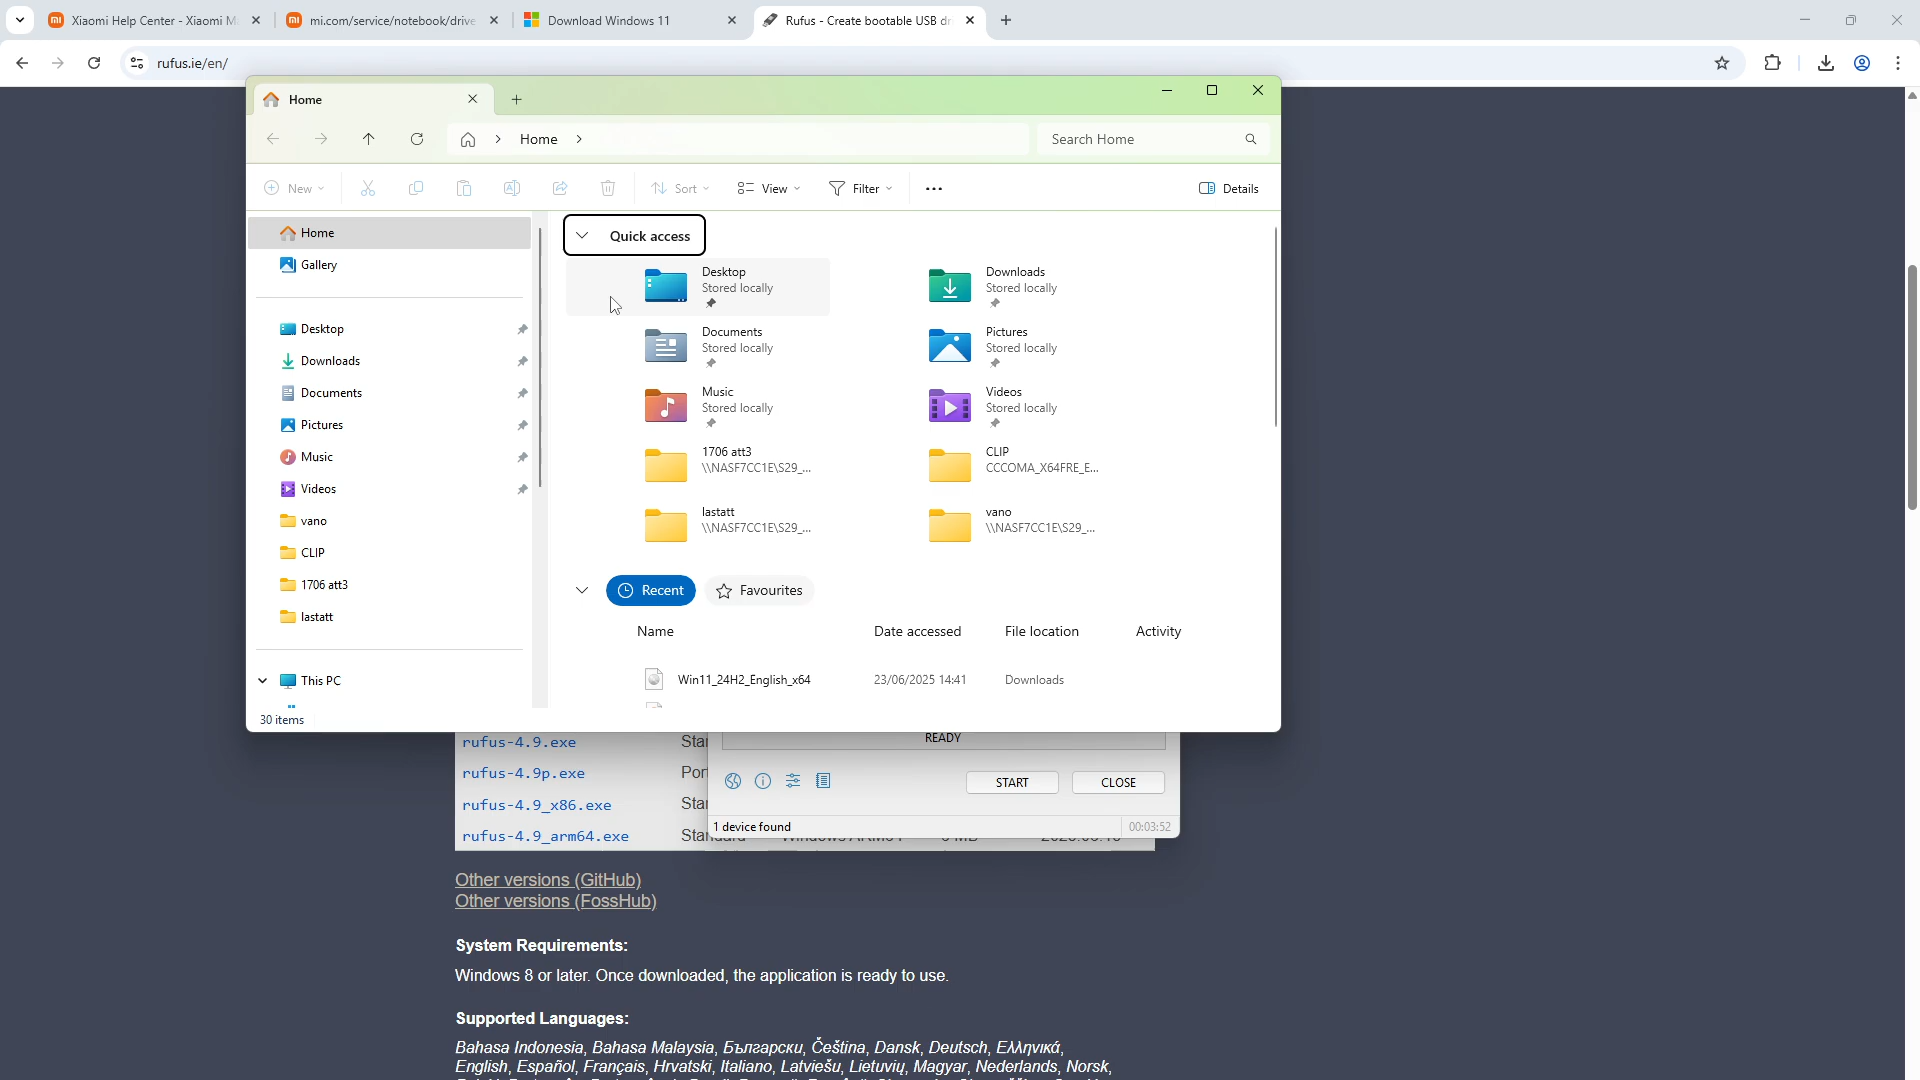 Xiaomi Help Center - Xiaomi M
mi.com/service/notebook/drive
Download Windows 11
Rufus - Create bootable USB dr
rufus.ie/en/
Home
Home
Search Home
New
Sort
View
Filter
Details
Home
Gallery
Desktop
Downloads
Documents
Pictures
Music
Videos
vano
CLIP
1706 att3
lastatt
This PC
30 items
Quick access
Desktop
Stored locally
Downloads
Stored locally
Documents
Stored locally
Pictures
Stored locally
Music
Stored locally
Videos
Stored locally
1706 att3
\\NASF7CC1E\S29_...
CLIP
CCCOMA_X64FRE_E...
lastatt
\\NASF7CC1E\S29_...
vano
\\NASF7CC1E\S29_...
Recent
Favourites
Name Date accessed File location Activity
Win11_24H2_English_x64 23/06/2025 14:41 Downloads
READY
START
CLOSE
1 device found
00:03:52
rufus-4.9.exe Sta
rufus-4.9p.exe Por
rufus-4.9_x86.exe Sta
rufus-4.9_arm64.exe
Other versions (GitHub)
Other versions (FossHub)
System Requirements:
Windows 8 or later. Once downloaded, the application is ready to use.
Supported Languages:
Bahasa Indonesia, Bahasa Malaysia, Български, Čeština, Dansk, Deutsch, Ελληνικά,
English, Español, Français, Hrvatski, Italiano, Latviešu, Lietuvių, Magyar, Nederlands, Norsk,